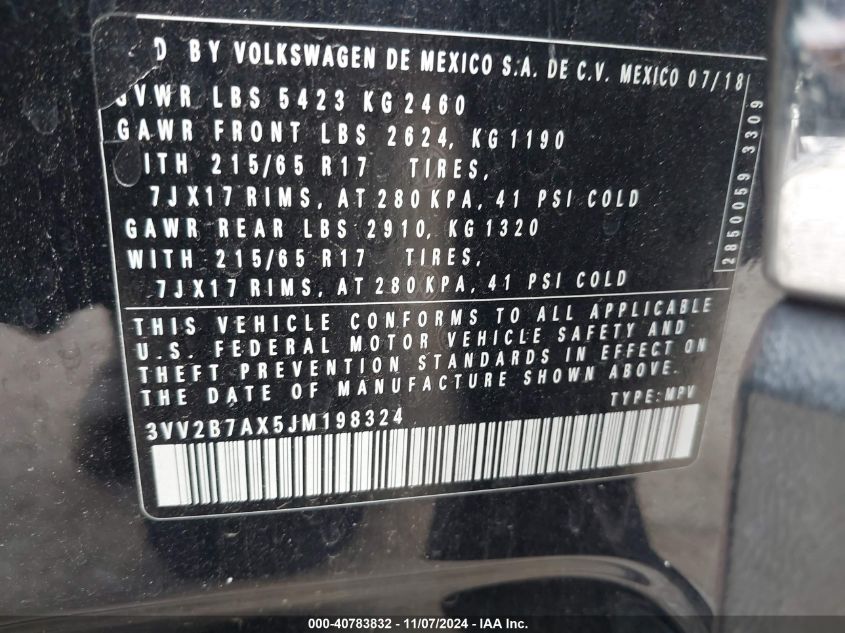 D BY VOLKSWAGEN DE MEXICO S.A. DE C.V. MEXICO 07/18
GVWR LBS 5423 KG 2460
GAWR FRONT LBS 2624, KG 1190
ITH 215/65 R17 TIRES,
7JX17 RIMS, AT 280 KPA, 41 PSI COLD
GAWR REAR LBS 2910, KG 1320
WITH 215/65 R17 TIRES,
7JX17 RIMS, AT 280 KPA, 41 PSI COLD
2850059 3309
THIS VEHICLE CONFORMS TO ALL APPLICABLE
U.S. FEDERAL MOTOR VEHICLE SAFETY AND
THEFT PREVENTION STANDARDS IN EFFECT ON
THE DATE OF MANUFACTURE SHOWN ABOVE.
TYPE: MPV
3VV2B7AX5JM198324
000-40783832 - 11/07/2024 - IAA Inc.